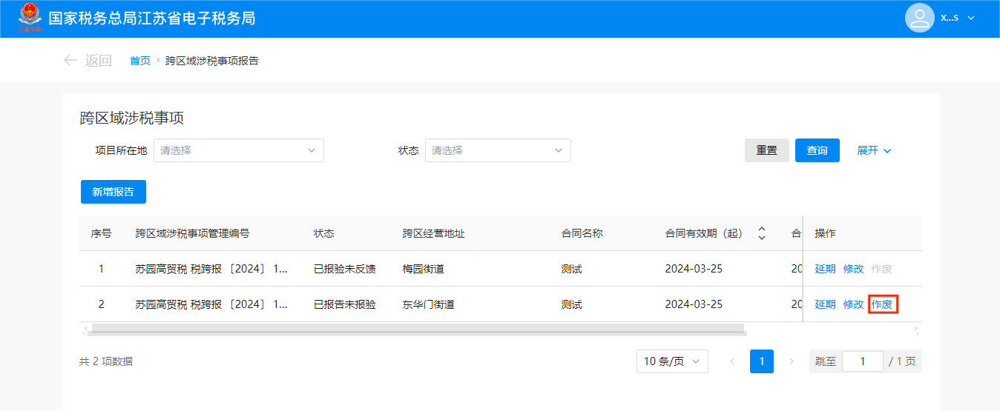 国家税务总局江苏省电子税务局
x...s
返回 首页 > 跨区域涉税事项报告
跨区域涉税事项
项目所在地 请选择 状态 请选择 重置 查询 展开
新增报告
序号 跨区域涉税事项管理编号 状态 跨区经营地址 合同名称 合同有效期（起） 合 操作
1 苏园高贸税 税跨报 〔2024〕 1... 已报验未反馈 梅园街道 测试 2024-03-25 20 延期 修改 作废
2 苏园高贸税 税跨报 〔2024〕 1... 已报告未报验 东华门街道 测试 2024-03-25 20 延期 修改 作废
共 2 项数据 10 条/页 < 1 > 跳至 1 / 1 页